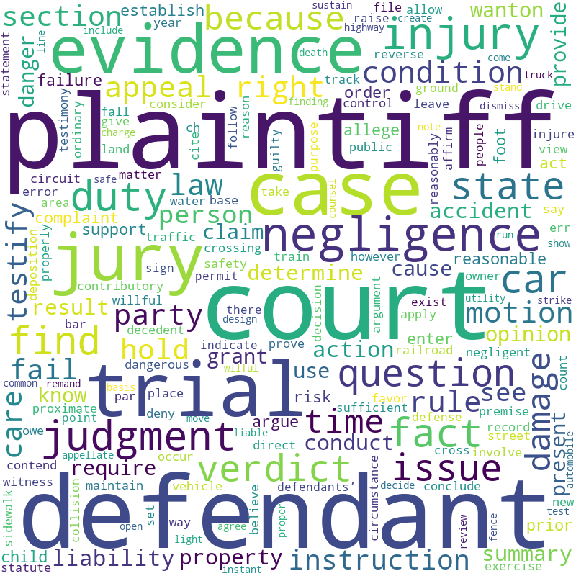 section
because
establish
year
sustain
file
raise
allow
create
wanton
provide
statement
line
include
evidence
injury
reverse
highway
come
truck
danger
failure
testimony
ordinary
appeal
right
death
track
finding
condition
order
control
ground
leave
stand
dismiss
drive
consider
plaintiff
fall
give
charge
land
cl
citer
follow
reason
guilty
purpose
allege
public
note
reasonably
affirm
people
foot
injure
view
act
circuit
safe
matter
error
area
water
base
duty
law
person
case
take
counsel
state
say
complaint
support
traffic
claim
crossing
negligence
accident
err
run
show
testify
deposition
properly
contributory
sign
safety
train
however
determine
cause
reasonable
owner
utility
strike
jury
court
car
willful
permit
result
party
there
design
decision
argument
exist
apply
enter
motion
opinion
bar
decedent
indicate
prove
railroad
negligent
find
hold
grant
action
count
dangerous
wilful
common
remand
basis
deny
use
sufficient
favor
defense
premise
fail
trial
question
know
par
place
risk
rule
see
damage
care
owe
proximate
point
move
liable
argue
direct
cross
record
street
involve
automobile
appellate
occur
judgment
time
conduct
fact
present
contend
witness
require
verdict
issue
maintain
vehicle
defendants'
decide
conclude
new
test
sidewalk
collision
open
set
way
agree
light
believe
proper
circumstance
review
fence
prior
defendant
child
statute
liability
property
instant
instruction
summary
exercise